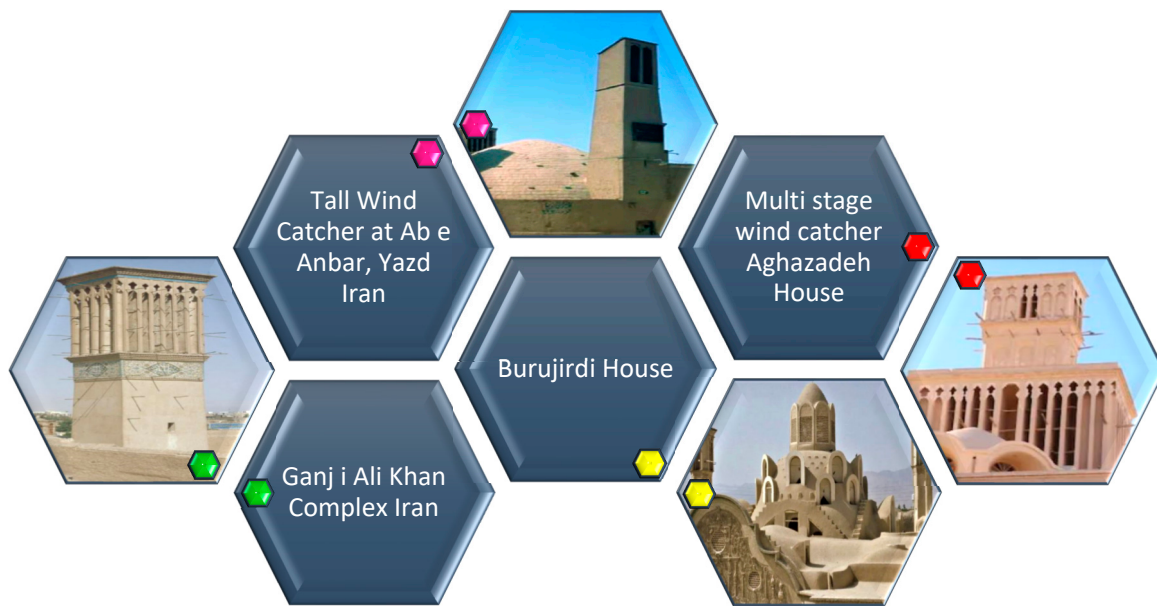 Tall Wind
Catcher at Ab e
Anbar, Yazd
Iran
Multi stage
wind catcher
Aghazadeh
House
Burujirdi House
Ganj i Ali Khan
Complex Iran